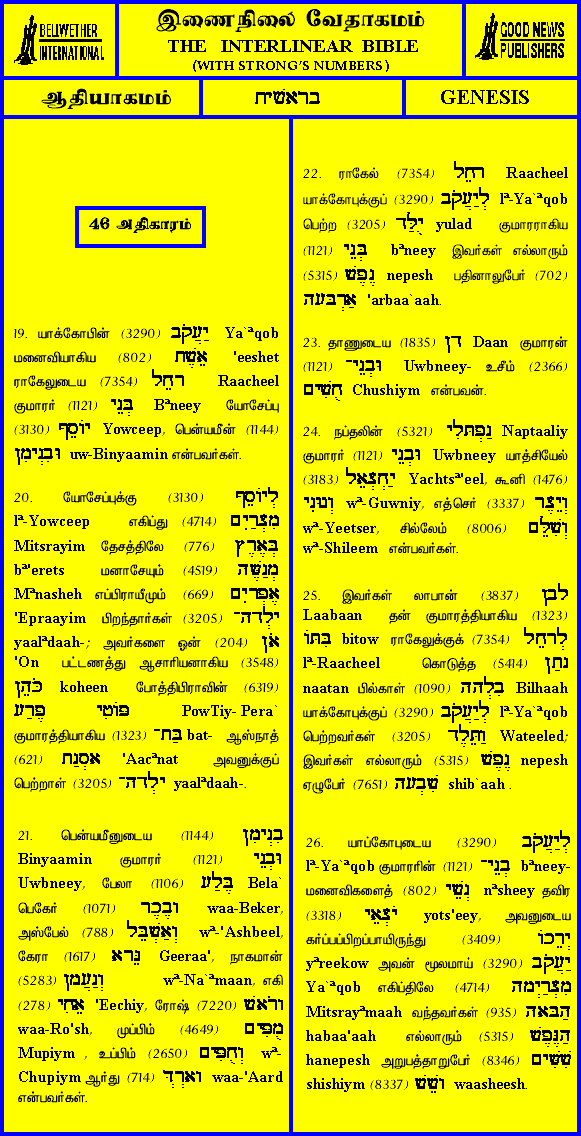 BELLWETHER
INTERNATIONAL
இணைநிலை வேதாகமம்
THE INTERLINEAR BIBLE
(WITH STRONG'S NUMBERS)
GOOD NEWS
PUBLISHERS
ஆதியாகமம்
בראשית
GENESIS
46 அதிகாரம்
19. யாக்கோபின் (3290) יַעֲקֹב Ya`ªqob
மனைவியாகிய (802) אֵשֶׁת 'eeshet
ராகேலுடைய (7354) רָחֵל Raacheel
குமாரர் (1121) בְּנֵי Bªneey யோசேப்பு
(3130) יוֹסֵף Yowceep, பென்யமீன் (1144)
וּבִנְיָמִן uw-Binyaamin என்பவர்கள்.
20. யோசேப்புக்கு (3130) לְיוֹסֵף
lª-Yowceep எகிப்து (4714) מִצְרַיִם
Mitsrayim தேசத்திலே (776) בְּאֶרֶץ
bª'erets மனாசேயும் (4519) מְנַשֶּׁה
Mªnasheh எப்பிராயீமும் (669) אֶפְרַיִם
'Epraayim பிறந்தார்கள் (3205) יָלְדָה־
yaalªdaah-; அவர்களை ஓன் (204) אֹן
'On பட்டணத்து ஆசாரியனாகிய (3548)
כֹּהֵן koheen போத்திபிராவின் (6319)
פּוֹטִי פֶרַע PowTiy- Pera`
குமாரத்தியாகிய (1323) בַּת־ bat- ஆஸ்நாத்
(621) אָסְנַת 'Aacªnat அவனுக்குப்
பெற்றாள் (3205) יָלְדָה־ yaalªdaah-.
21. பென்யமீனுடைய (1144) בִנְיָמִן
Binyaamin குமாரர் (1121) וּבְנֵי
Uwbneey, பேலா (1106) בֶּלַע Bela`
பெகேர் (1071) וָבֶכֶר waa-Beker,
அஸ்பேல் (788) וְאַשְׁבֵּל wª-'Ashbeel,
கேரா (1617) גֵּרָא Geeraa', நாகமான்
(5283) וְנַעֲמָן wª-Na`ªmaan, எகி
(278) אֵחִי 'Eechiy, ரோஷ் (7220) וָרֹאשׁ
waa-Ro'sh, முப்பிம் (4649) מֻפִּים
Mupiym , உப்பிம் (2650) וְחֻפִּים wª-
Chupiym ஆர்து (714) וָאָרְדְּ waa-'Aard
என்பவர்கள்.
22. ராகேல் (7354) רָחֵל Raacheel
யாக்கோபுக்குப் (3290) לְיַעֲקֹב lª-Ya`ªqob
பெற்ற (3205) יֻלַּד yulad குமாரராகிய
(1121) בְּנֵי bªneey இவர்கள் எல்லாரும்
(5315) נֶפֶשׁ nepesh பதினாலுபேர் (702)
אַרְבָּעָה 'arbaa`aah.
23. தாணுடைய (1835) דָן Daan குமாரன்
(1121) וּבְנֵי־ Uwbneey- உசீம் (2366)
חֻשִׁים Chushiym என்பவன்.
24. நப்தலின் (5321) נַפְתָּלִי Naptaaliy
குமாரர் (1121) וּבְנֵי Uwbneey யாத்சியேல்
(3183) יַחְצְאֵל Yachtsª'eel, கூனி (1476)
וְגוּנִי wª-Guwniy, எத்செர் (3337) וְיֵצֶר
wª-Yeetser, சில்லேம் (8006) וְשִׁלֵּם
wª-Shileem என்பவர்கள்.
25. இவர்கள் லாபான் (3837) לָבָן
Laabaan தன் குமாரத்தியாகிய (1323)
בִּתּוֹ bitow ராகேலுக்குக் (7354) לְרָחֵל
lª-Raacheel கொடுத்த (5414) נָתַן
naatan பில்காள் (1090) בִלְהָה Bilhaah
யாக்கோபுக்குப் (3290) לְיַעֲקֹב lª-Ya`ªqob
பெற்றவர்கள் (3205) וַתֵּלֶד Wateeled;
இவர்கள் எல்லாரும் (5315) נֶפֶשׁ nepesh
ஏழுபேர் (7651) שִׁבְעָה shib`aah .
26. யாப்கோபுடைய (3290) לְיַעֲקֹב
lª-Ya`ªqob குமாரரின் (1121) בְנֵי־ bªneey-
மனைவிகளைத் (802) נְשֵׁי nªsheey தவிர
(3318) יֹצְאֵי yots'eey, அவனுடைய
கர்ப்பப்பிறப்பாயிருந்து (3409) יְרֵכוֹ
yªreekow அவன் மூலமாய் (3290) יַעֲקֹב
Ya`ªqob எகிப்திலே (4714) מִצְרַיְמָה
Mitsrayªmaah வந்தவர்கள் (935) הַבָּאָה
habaa'aah எல்லாரும் (5315) הַנֶּפֶשׁ
hanepesh அறுபத்தாறுபேர் (8346) שִׁשִּׁים
shishiym (8337) וָשֵׁשׁ waasheesh.